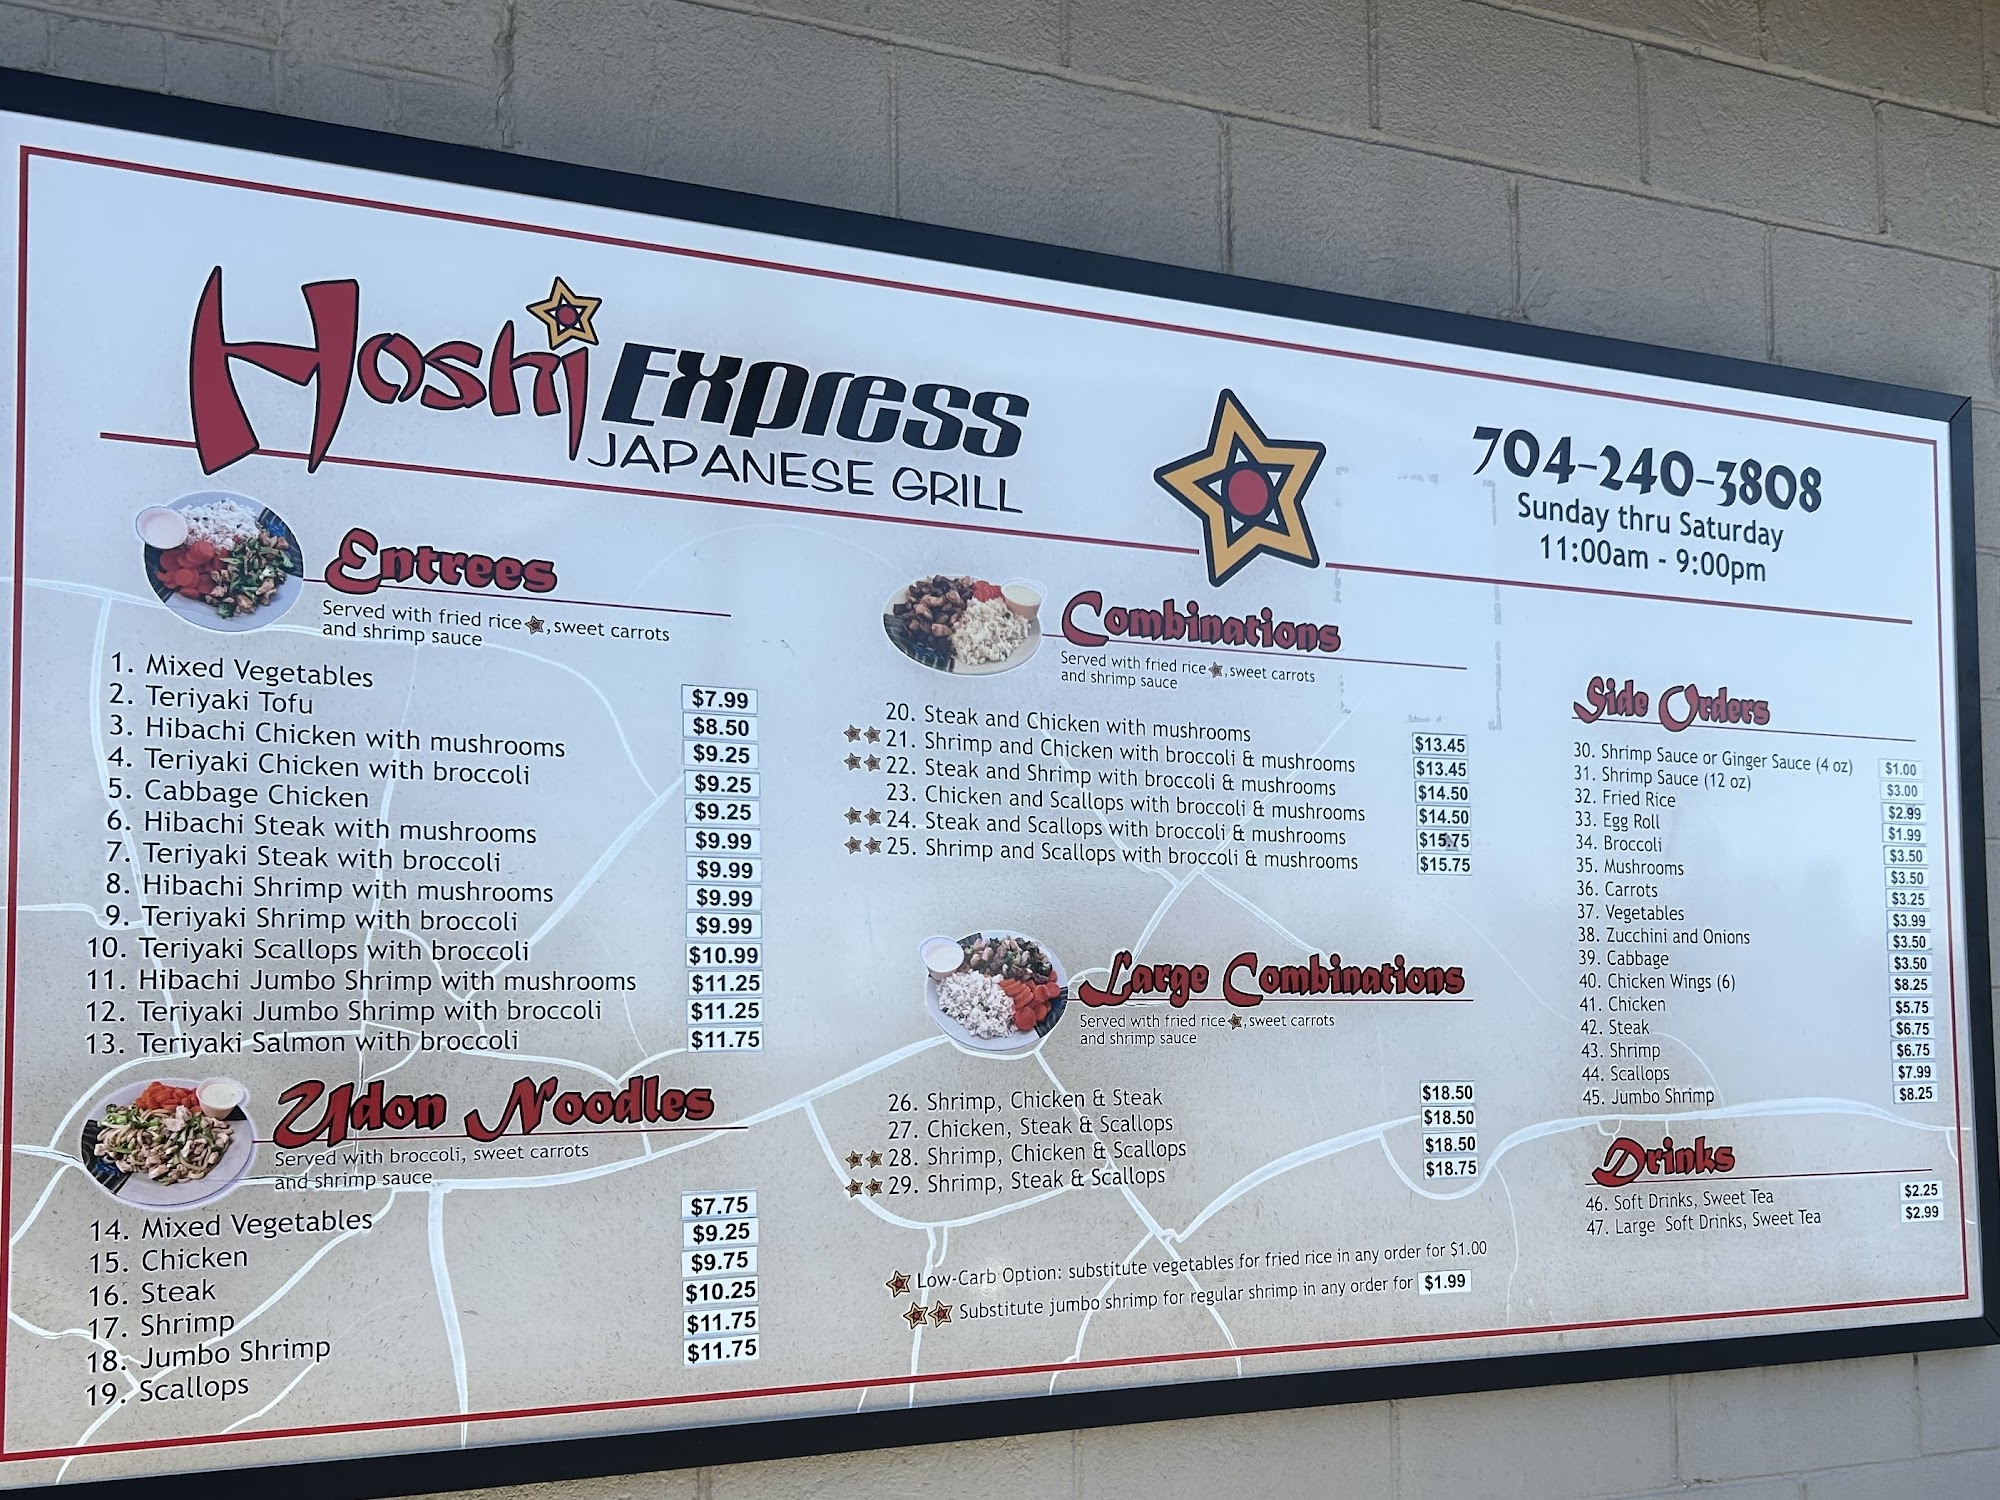 Hoshi Express
JAPANESE GRILL
704-240-3808
Sunday thru Saturday
11:00am - 9:00pm
Entrees
Served with fried rice , sweet carrots
and shrimp sauce
1. Mixed Vegetables $7.99
2. Teriyaki Tofu $8.50
3. Hibachi Chicken with mushrooms $9.25
4. Teriyaki Chicken with broccoli $9.25
5. Cabbage Chicken $9.25
6. Hibachi Steak with mushrooms $9.99
7. Teriyaki Steak with broccoli $9.99
8. Hibachi Shrimp with mushrooms $9.99
9. Teriyaki Shrimp with broccoli $9.99
10. Teriyaki Scallops with broccoli $10.99
11. Hibachi Jumbo Shrimp with mushrooms $11.25
12. Teriyaki Jumbo Shrimp with broccoli $11.25
13. Teriyaki Salmon with broccoli $11.75
Udon Noodles
Served with broccoli, sweet carrots
and shrimp sauce
14. Mixed Vegetables $7.75
15. Chicken $9.25
16. Steak $9.75
17. Shrimp $10.25
18. Jumbo Shrimp $11.75
19. Scallops $11.75
Combinations
Served with fried rice , sweet carrots
and shrimp sauce
20. Steak and Chicken with mushrooms $13.45
21. Shrimp and Chicken with broccoli & mushrooms $13.45
22. Steak and Shrimp with broccoli & mushrooms $14.50
23. Chicken and Scallops with broccoli & mushrooms $14.50
24. Steak and Scallops with broccoli & mushrooms $15.75
25. Shrimp and Scallops with broccoli & mushrooms $15.75
Large Combinations
Served with fried rice , sweet carrots
and shrimp sauce
26. Shrimp, Chicken & Steak $18.50
27. Chicken, Steak & Scallops $18.50
28. Shrimp, Chicken & Scallops $18.50
29. Shrimp, Steak & Scallops $18.75
Low-Carb Option: substitute vegetables for fried rice in any order for $1.00
Substitute jumbo shrimp for regular shrimp in any order for $1.99
Side Orders
30. Shrimp Sauce or Ginger Sauce (4 oz) $1.00
31. Shrimp Sauce (12 oz) $3.00
32. Fried Rice $2.99
33. Egg Roll $1.99
34. Broccoli $3.50
35. Mushrooms $3.50
36. Carrots $3.25
37. Vegetables $3.99
38. Zucchini and Onions $3.50
39. Cabbage $3.50
40. Chicken Wings (6) $8.25
41. Chicken $5.75
42. Steak $6.75
43. Shrimp $6.75
44. Scallops $7.99
45. Jumbo Shrimp $8.25
Drinks
46. Soft Drinks, Sweet Tea $2.25
47. Large Soft Drinks, Sweet Tea $2.99